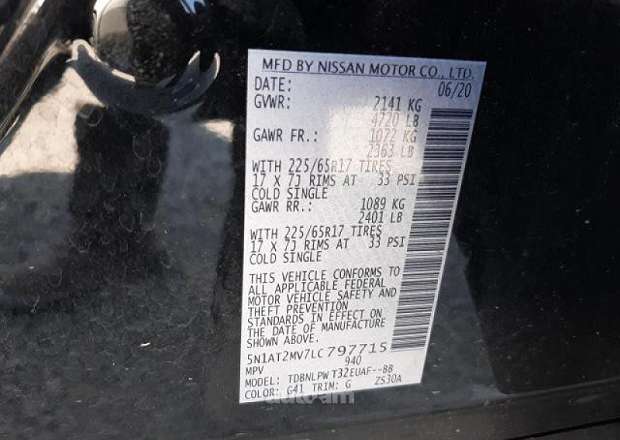 MFD BY NISSAN MOTOR CO., LTD.
DATE: 06/20
GVWR: 2141 KG
4720 LB
GAWR FR.: 1072 KG
2363 LB
WITH 225/65R17 TIRES
17 X 7J RIMS AT 33 PSI
COLD SINGLE
GAWR RR.: 1089 KG
2401 LB
WITH 225/65R17 TIRES
17 X 7J RIMS AT 33 PSI
COLD SINGLE
THIS VEHICLE CONFORMS TO
ALL APPLICABLE FEDERAL
MOTOR VEHICLE SAFETY AND
THEFT PREVENTION
STANDARDS IN EFFECT ON
THE DATE OF MANUFACTURE
SHOWN ABOVE.
5N1AT2MV7LC797715
MPV 940
MODEL: TDBNLPW T32EUAF--BB
COLOR: G41 TRIM: G ZS30A